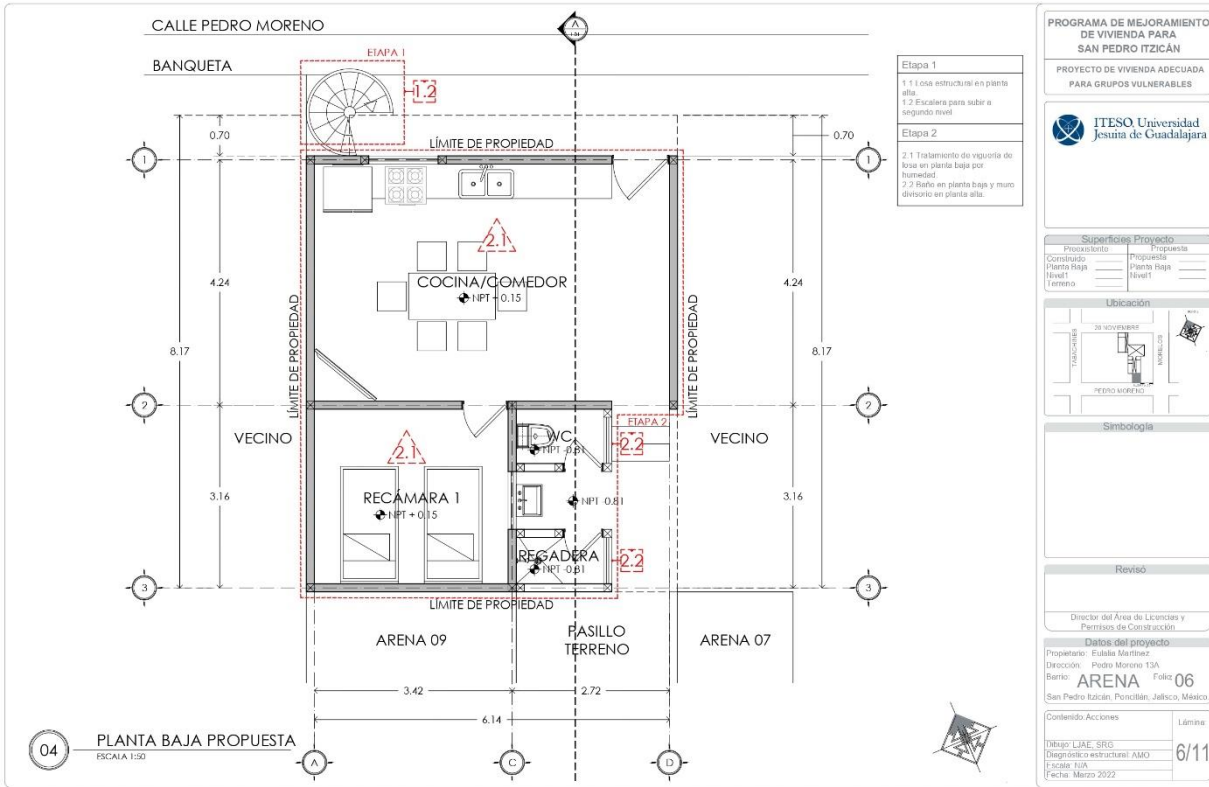 CALLE PEDRO MORENO
BANQUETA
ETAPA 1
1.2
A
0.70
0.70
LÍMITE DE PROPIEDAD
1
1
2.1
COCINA/COMEDOR
NPT + 0.15
4.24
4.24
8.17
8.17
LÍMITE DE PROPIEDAD
LÍMITE DE PROPIEDAD
2
2
VECINO
VECINO
ETAPA 2
WC
NPT -0.81
2.2
2.1
RECÁMARA 1
NPT + 0.15
NPT -0.81
3.16
3.16
REGADERA
NPT -0.81
2.2
3
3
LÍMITE DE PROPIEDAD
ARENA 09
PASILLO
TERRENO
ARENA 07
3.42
2.72
6.14
A
C
D
04
PLANTA BAJA PROPUESTA
ESCALA 1:50
Etapa 1
1.1 Losa estructural en planta
alta.
1.2 Escalera para subir a
segundo nivel
Etapa 2
2.1 Tratamiento de viguería de
losa en planta baja por
humedad.
2.2 Baño en planta baja y muro
divisorio en planta alta.
PROGRAMA DE MEJORAMIENTO
DE VIVIENDA PARA
SAN PEDRO ITZICÁN
PROYECTO DE VIVIENDA ADECUADA
PARA GRUPOS VULNERABLES
ITESO, Universidad
Jesuita de Guadalajara
Superficies Proyecto
Preexistente
Propuesta
Construido
Propuesta
Planta Baja
Planta Baja
Nivel1
Nivel1
Terreno
Ubicación
20 NOVIEMBRE
TABACHINES
MORELOS
PEDRO MORENO
Simbología
Revisó
Director del Área de Licencias y
Permisos de Construcción
Datos del proyecto
Propietario: Eulalia Martinez
Dirección: Pedro Moreno 13A
Barrio: ARENA Folio: 06
San Pedro Itzicán, Poncitlán, Jalisco, México.
Contenido: Acciones
Lámina:
Dibujo: LJAE, SRG
Diagnóstico estructural: AMO
Escala: N/A
Fecha: Marzo 2022
6/11